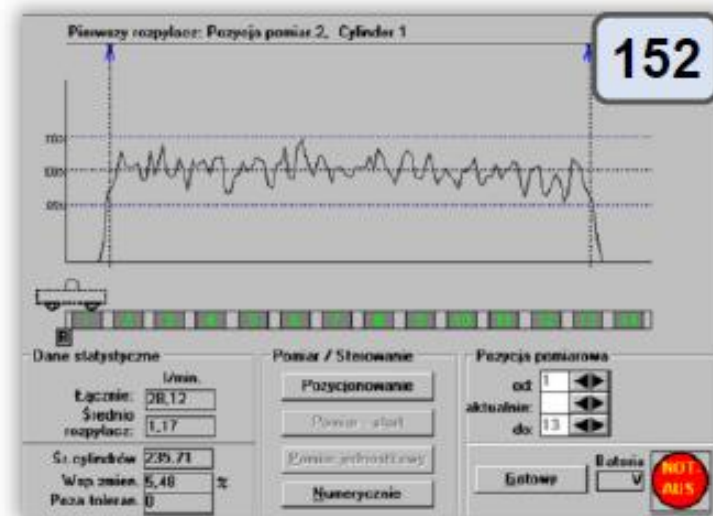 Pierwszy rozpylacz: Pozycja pomiar 2, Cylinder 1
152
Dane statystyczne
l/min.
Łącznie: 28,12
Średnio
rozpylacz: 1,17
Śr. cylindrów 235.71
Wsp. zmien. 5,48 %
Poza toleran. 0
Pomiar / Sterowanie
Pozycjonowanie
Pomiar - start
Pomiar jednostkowy
Numerycznie
Pozycja pomiarowa
od: 1
aktualnie:
do: 13
Gotowy
Bateria
V
NOT-
AUS
R